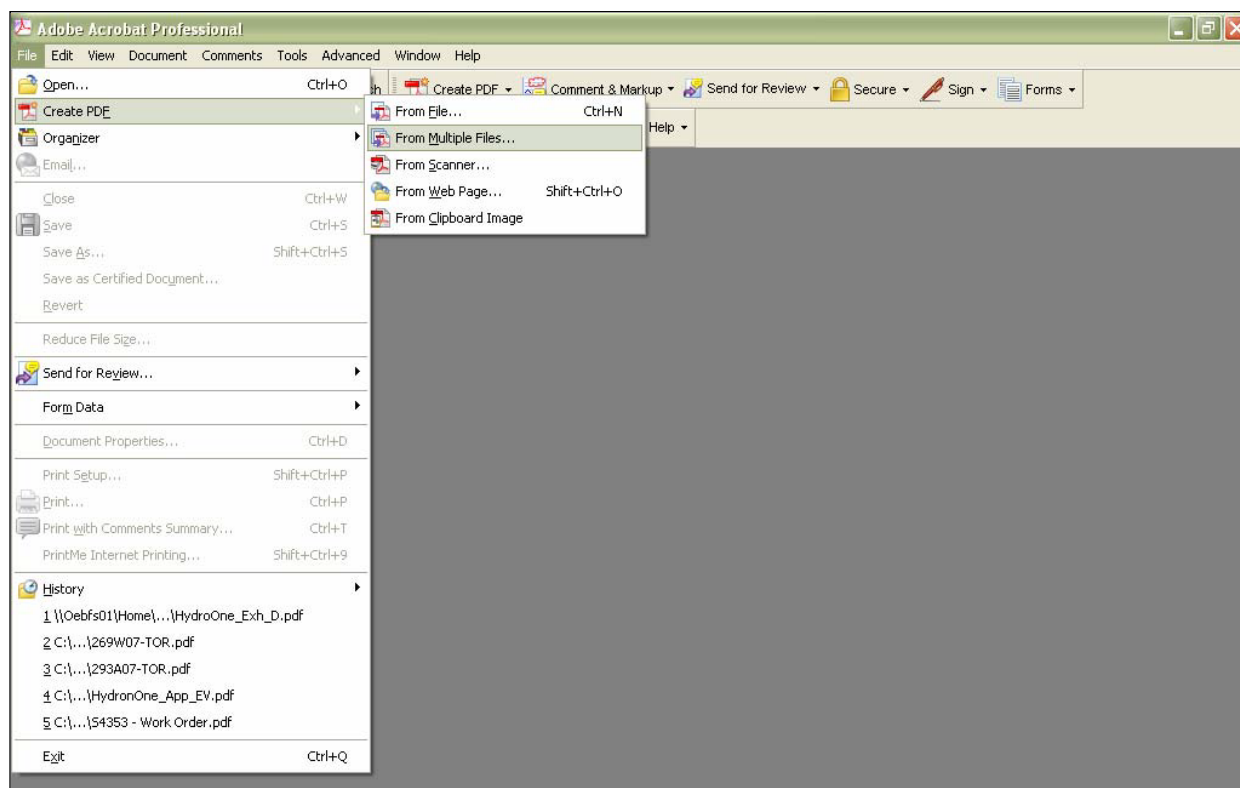 Adobe Acrobat Professional
File Edit View Document Comments Tools Advanced Window Help
Open... Ctrl+O
Create PDF Comment & Markup Send for Review Secure Sign Forms
Create PDF
From File... Ctrl+N
Help
Organizer
From Multiple Files...
Email...
From Scanner...
Close Ctrl+W
From Web Page... Shift+Ctrl+O
Save Ctrl+S
From Clipboard Image
Save As... Shift+Ctrl+S
Save as Certified Document...
Revert
Reduce File Size...
Send for Review...
Form Data
Document Properties... Ctrl+D
Print Setup... Shift+Ctrl+P
Print... Ctrl+P
Print with Comments Summary... Ctrl+T
PrintMe Internet Printing... Shift+Ctrl+9
History
1 \\Oebfs01\Home\...\HydroOne_Exh_D.pdf
2 C:\...\269W07-TOR.pdf
3 C:\...\293A07-TOR.pdf
4 C:\...\HydronOne_App_EV.pdf
5 C:\...\S4353 - Work Order.pdf
Exit Ctrl+Q